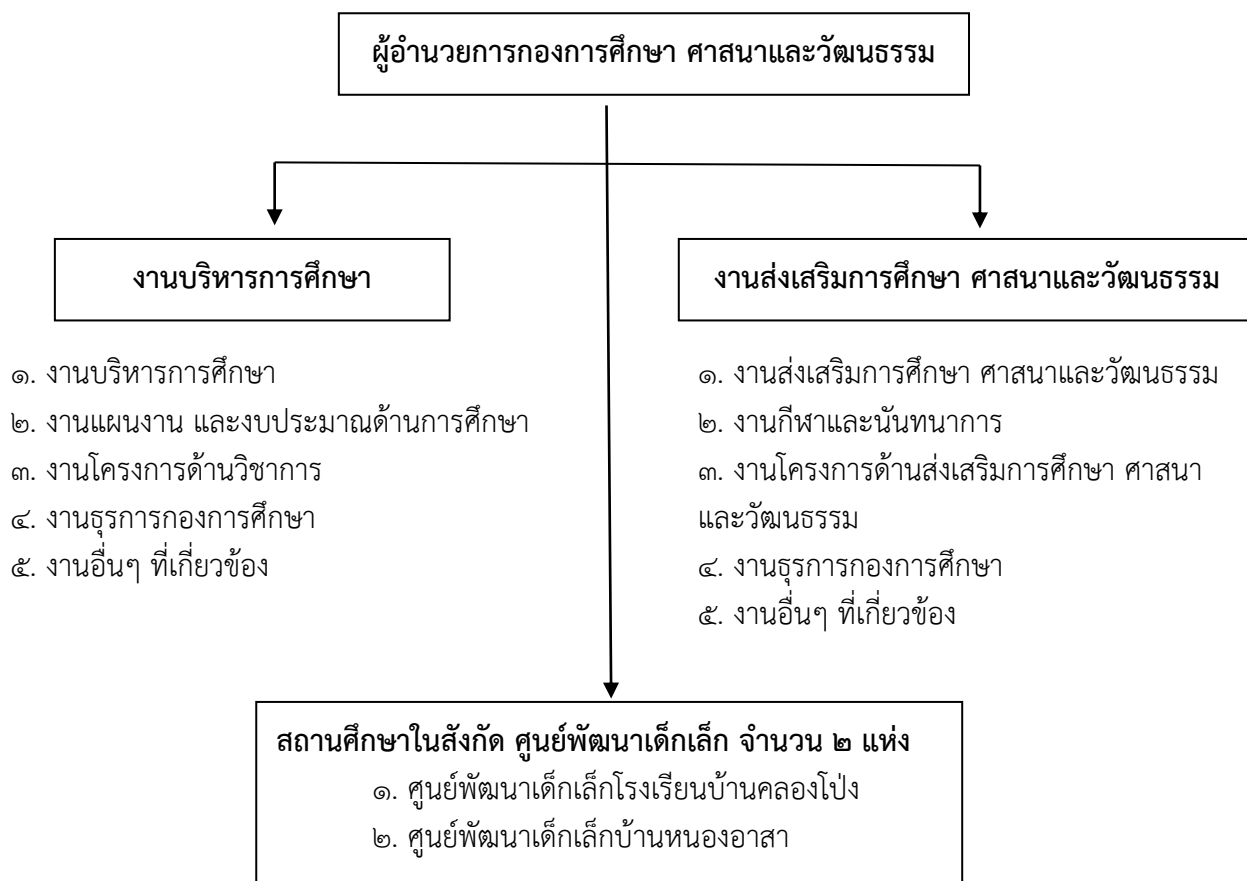 ผู้อำนวยการกองการศึกษา ศาสนาและวัฒนธรรม
งานบริหารการศึกษา
๑. งานบริหารการศึกษา
๒. งานแผนงาน และงบประมาณด้านการศึกษา
๓. งานโครงการด้านวิชาการ
๔. งานธุรการกองการศึกษา
๕. งานอื่นๆ ที่เกี่ยวข้อง
งานส่งเสริมการศึกษา ศาสนาและวัฒนธรรม
๑. งานส่งเสริมการศึกษา ศาสนาและวัฒนธรรม
๒. งานกีฬาและนันทนาการ
๓. งานโครงการด้านส่งเสริมการศึกษา ศาสนา
และวัฒนธรรม
๔. งานธุรการกองการศึกษา
๕. งานอื่นๆ ที่เกี่ยวข้อง
สถานศึกษาในสังกัด ศูนย์พัฒนาเด็กเล็ก จำนวน ๒ แห่ง
๑. ศูนย์พัฒนาเด็กเล็กโรงเรียนบ้านคลองโป่ง
๒. ศูนย์พัฒนาเด็กเล็กบ้านหนองอาสา